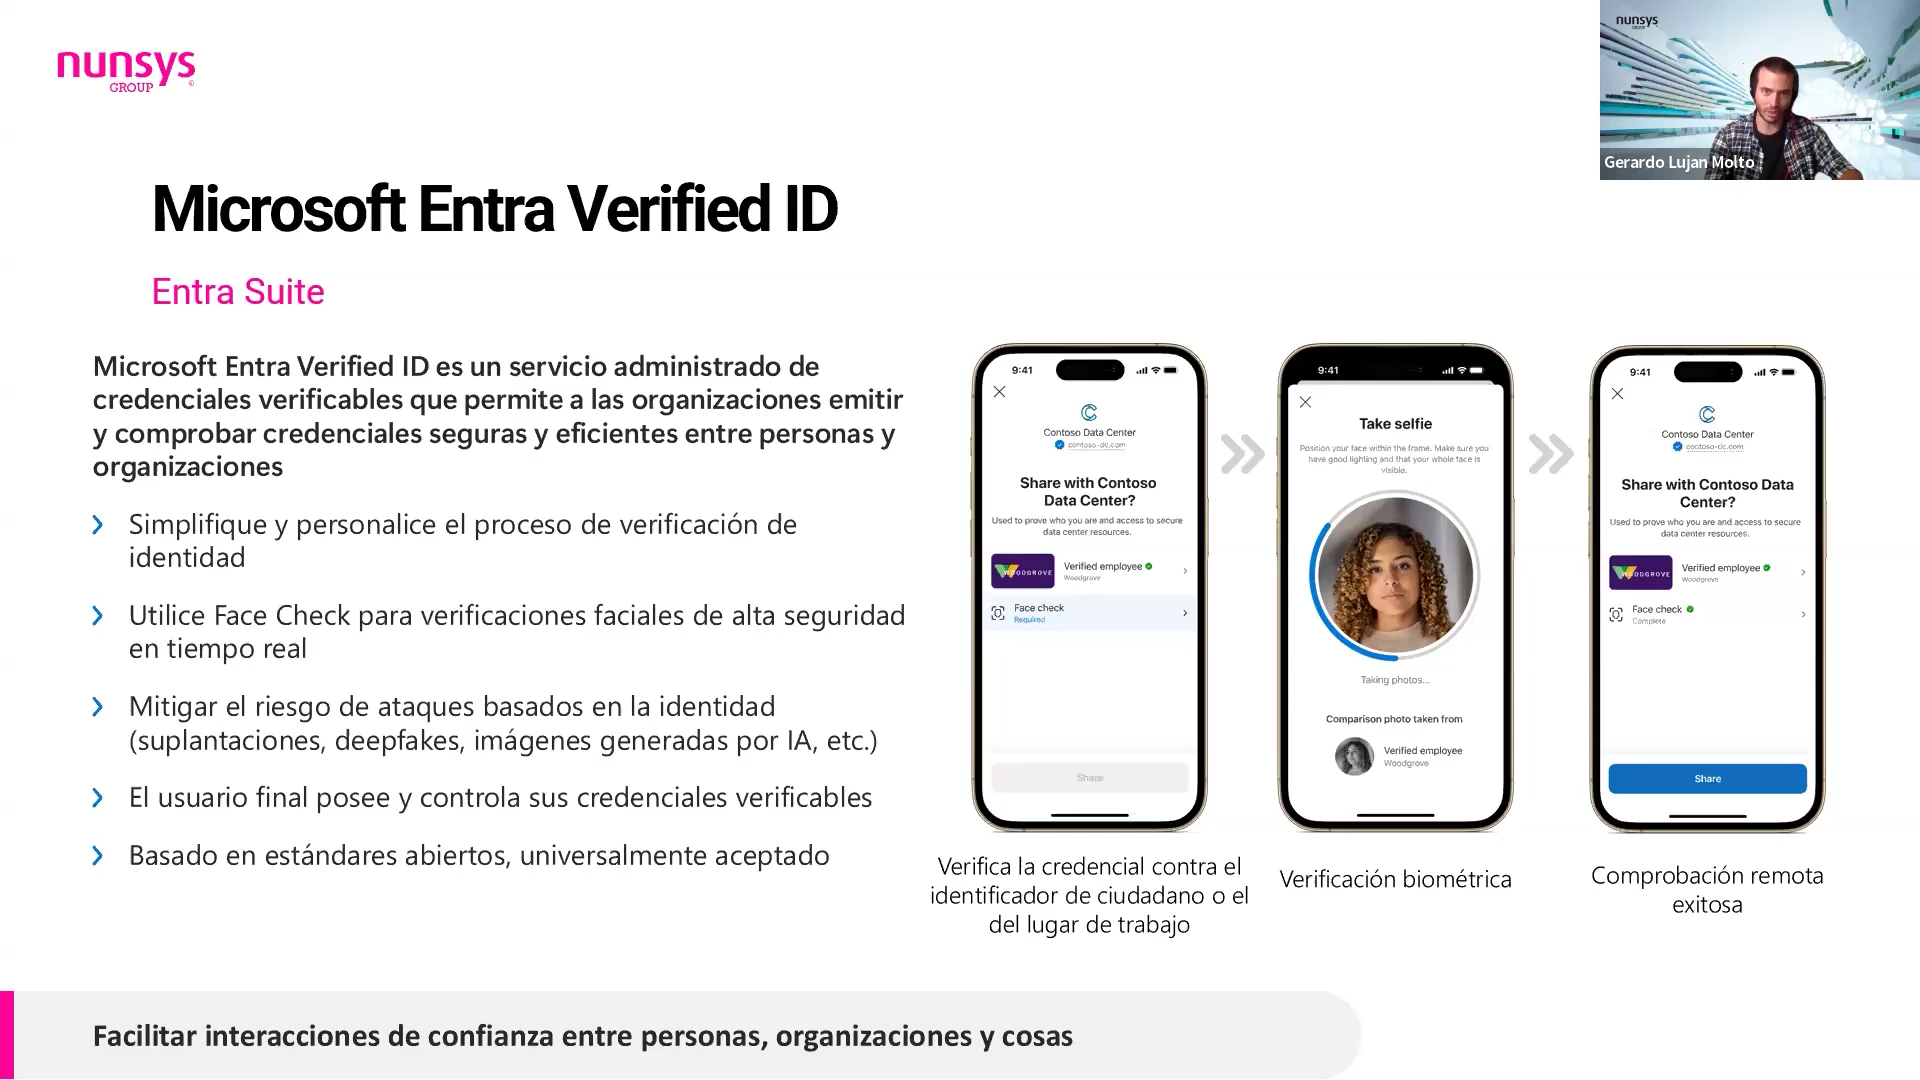 nunsys
GROUP
nunsys
GROUP
Gerardo Lujan Molto
Microsoft Entra Verified ID
Entra Suite
Microsoft Entra Verified ID es un servicio administrado de
credenciales verificables que permite a las organizaciones emitir
y comprobar credenciales seguras y eficientes entre personas y
organizaciones
Simplifique y personalice el proceso de verificación de
identidad
Utilice Face Check para verificaciones faciales de alta seguridad
en tiempo real
Mitigar el riesgo de ataques basados en la identidad
(suplantaciones, deepfakes, imágenes generadas por IA, etc.)
El usuario final posee y controla sus credenciales verificables
Basado en estándares abiertos, universalmente aceptado
9:41
Contoso Data Center
contoso-dc.com
Share with Contoso
Data Center?
Used to prove who you are and access to secure
data center resources.
WOODGROVE
Verified employee
Woodgrove
Face check
Required
Share
Verifica la credencial contra el
identificador de ciudadano o el
del lugar de trabajo
9:41
Take selfie
Position your face within the frame. Make sure you
have good lighting and that your whole face is
visible.
Taking photos...
Comparison photo taken from
Verified employee
Woodgrove
Verificación biométrica
9:41
Contoso Data Center
contoso-dc.com
Share with Contoso Data
Center?
Used to prove who you are and access to secure
data center resources.
WOODGROVE
Verified employee
Woodgrove
Face check
Complete
Share
Comprobación remota
exitosa
Facilitar interacciones de confianza entre personas, organizaciones y cosas